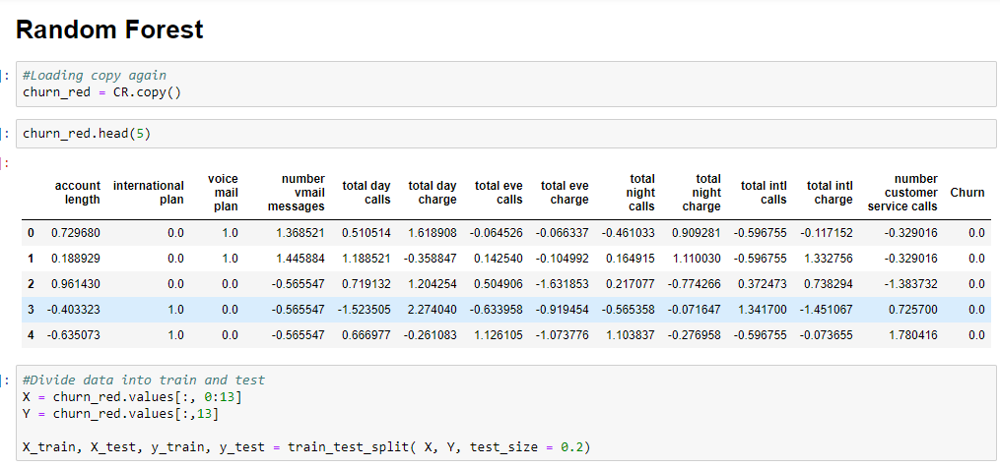 Random Forest
]:
#Loading copy again
churn_red = CR.copy()
]:
churn_red.head(5)
]:
account length international plan voice mail plan number vmail messages total day calls total day charge total eve calls total eve charge total night calls total night charge total intl calls total intl charge number customer service calls Churn
0 0.729680 0.0 1.0 1.368521 0.510514 1.618908 -0.064526 -0.066337 -0.461033 0.909281 -0.596755 -0.117152 -0.329016 0.0
1 0.188929 0.0 1.0 1.445884 1.188521 -0.358847 0.142540 -0.104992 0.164915 1.110030 -0.596755 1.332756 -0.329016 0.0
2 0.961430 0.0 0.0 -0.565547 0.719132 1.204254 0.504906 -1.631853 0.217077 -0.774266 0.372473 0.738294 -1.383732 0.0
3 -0.403323 1.0 0.0 -0.565547 -1.523505 2.274040 -0.633958 -0.919454 -0.565358 -0.071647 1.341700 -1.451067 0.725700 0.0
4 -0.635073 1.0 0.0 -0.565547 0.666977 -0.261083 1.126105 -1.073776 1.103837 -0.276958 -0.596755 -0.073655 1.780416 0.0
]:
#Divide data into train and test
X = churn_red.values[:, 0:13]
Y = churn_red.values[:,13]
X_train, X_test, y_train, y_test = train_test_split( X, Y, test_size = 0.2)